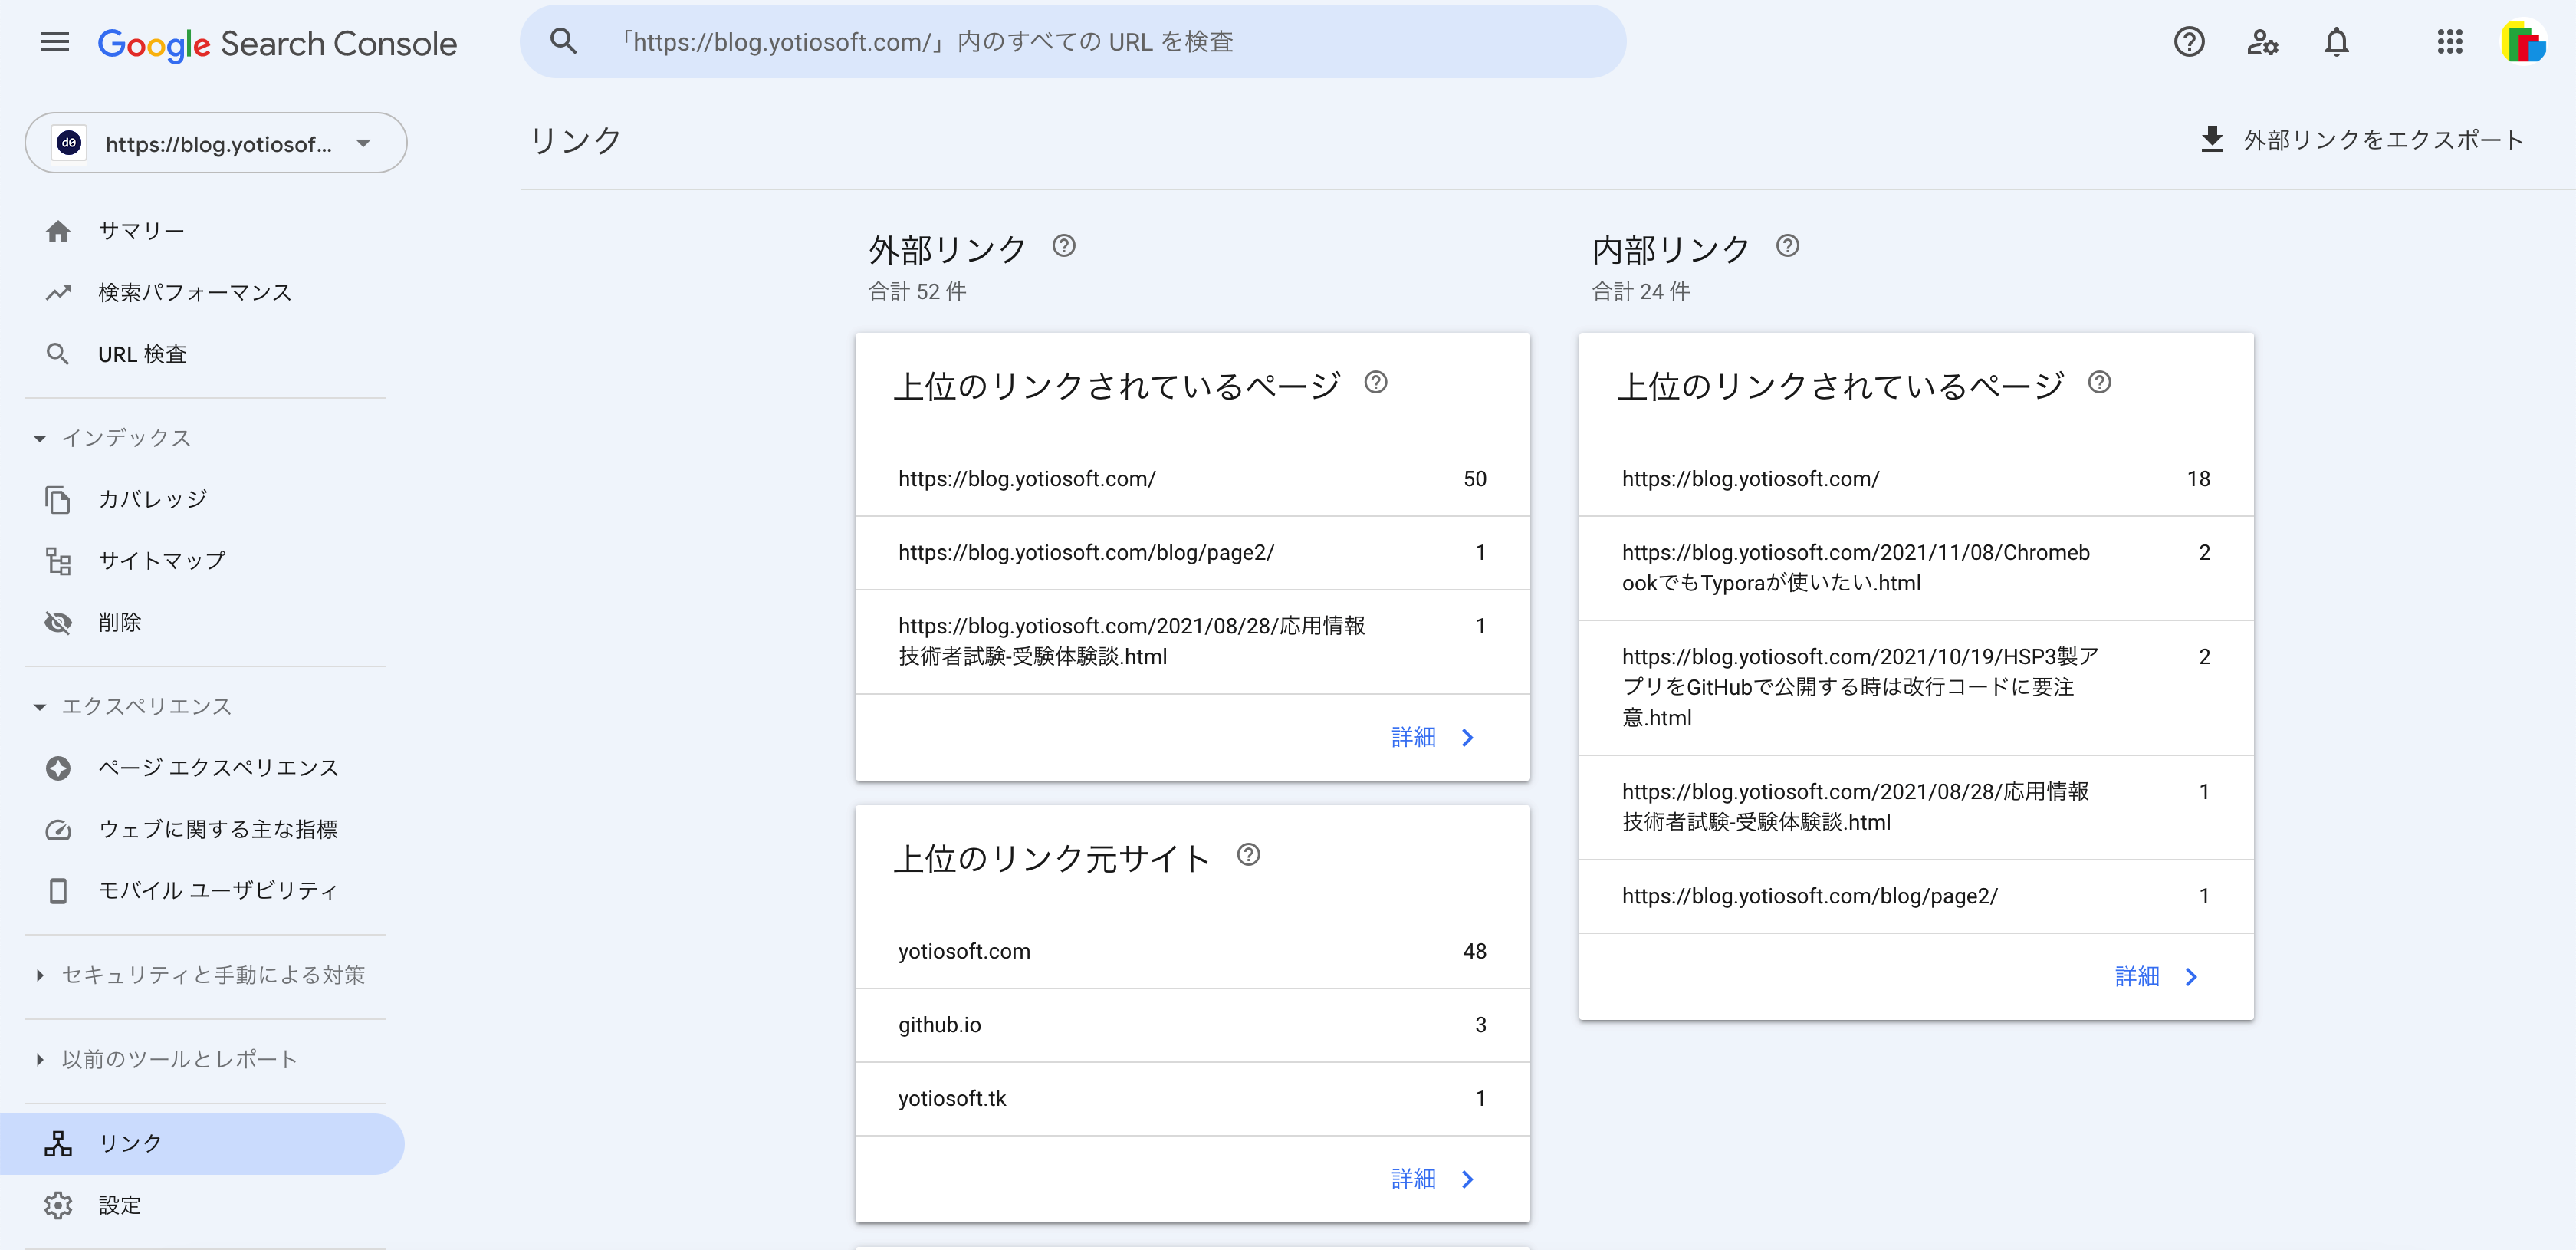 Google Search Console
「https://blog.yotiosoft.com/」内のすべての URL を検査
d0
https://blog.yotiosof...
リンク
外部リンクをエクスポート
サマリー
検索パフォーマンス
URL 検査
インデックス
カバレッジ
サイトマップ
削除
エクスペリエンス
ページ エクスペリエンス
ウェブに関する主な指標
モバイル ユーザビリティ
セキュリティと手動による対策
以前のツールとレポート
リンク
設定
外部リンク
合計 52 件
上位のリンクされているページ
https://blog.yotiosoft.com/ 50
https://blog.yotiosoft.com/blog/page2/ 1
https://blog.yotiosoft.com/2021/08/28/応用情報 1
技術者試験-受験体験談.html
詳細
上位のリンク元サイト
yotiosoft.com 48
github.io 3
yotiosoft.tk 1
詳細
内部リンク
合計 24 件
上位のリンクされているページ
https://blog.yotiosoft.com/ 18
https://blog.yotiosoft.com/2021/11/08/Chromeb 2
ookでもTyporaが使いたい.html
https://blog.yotiosoft.com/2021/10/19/HSP3製ア 2
プリをGitHubで公開する時は改行コードに要注
意.html
https://blog.yotiosoft.com/2021/08/28/応用情報 1
技術者試験-受験体験談.html
https://blog.yotiosoft.com/blog/page2/ 1
詳細